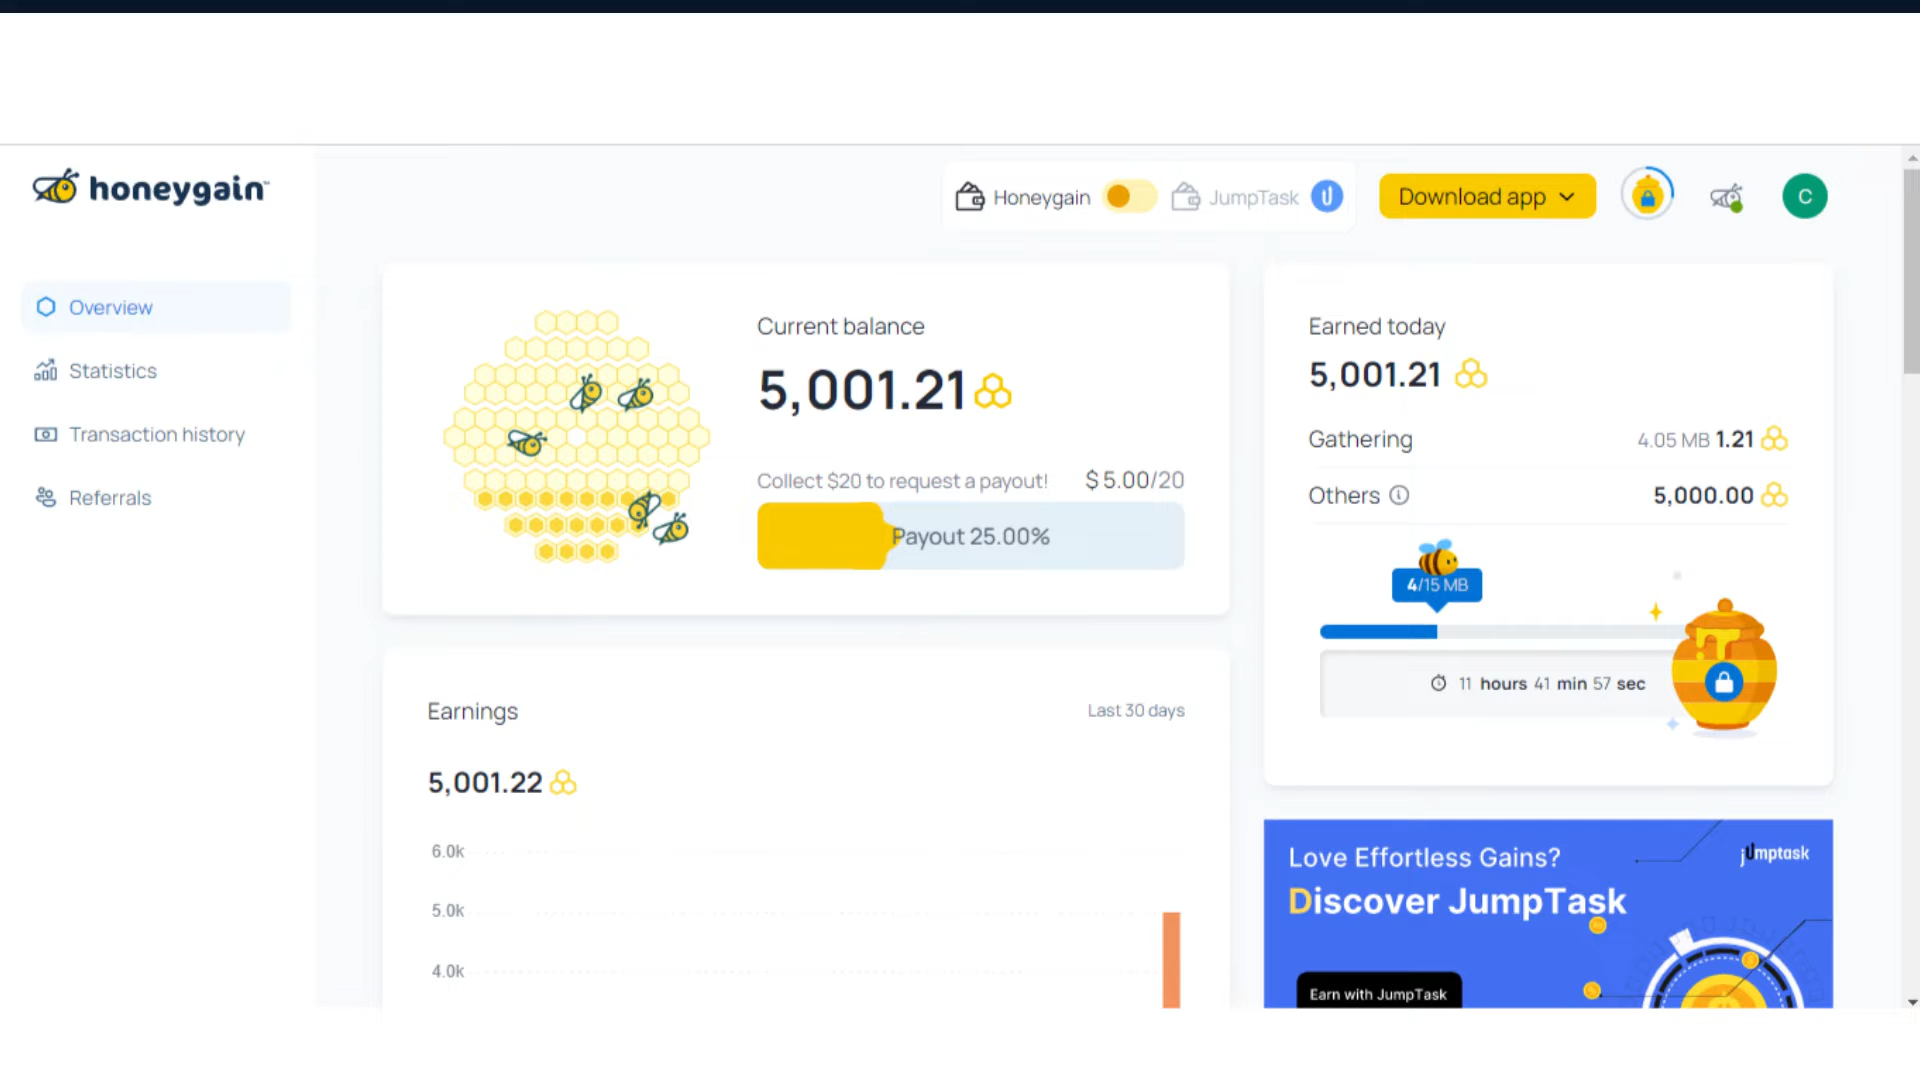 honeygain
Honeygain
JumpTask
Download app
C
Overview
Statistics
Transaction history
Referrals
Current balance
5,001.21
Collect $20 to request a payout!
$ 5.00/20
Payout 25.00%
Earned today
5,001.21
Gathering
4.05 MB 1.21
Others
5,000.00
4/15 MB
11 hours 41 min 57 sec
Earnings
Last 30 days
5,001.22
6.0k
5.0k
4.0k
Love Effortless Gains?
jumptask
Discover JumpTask
Earn with JumpTask